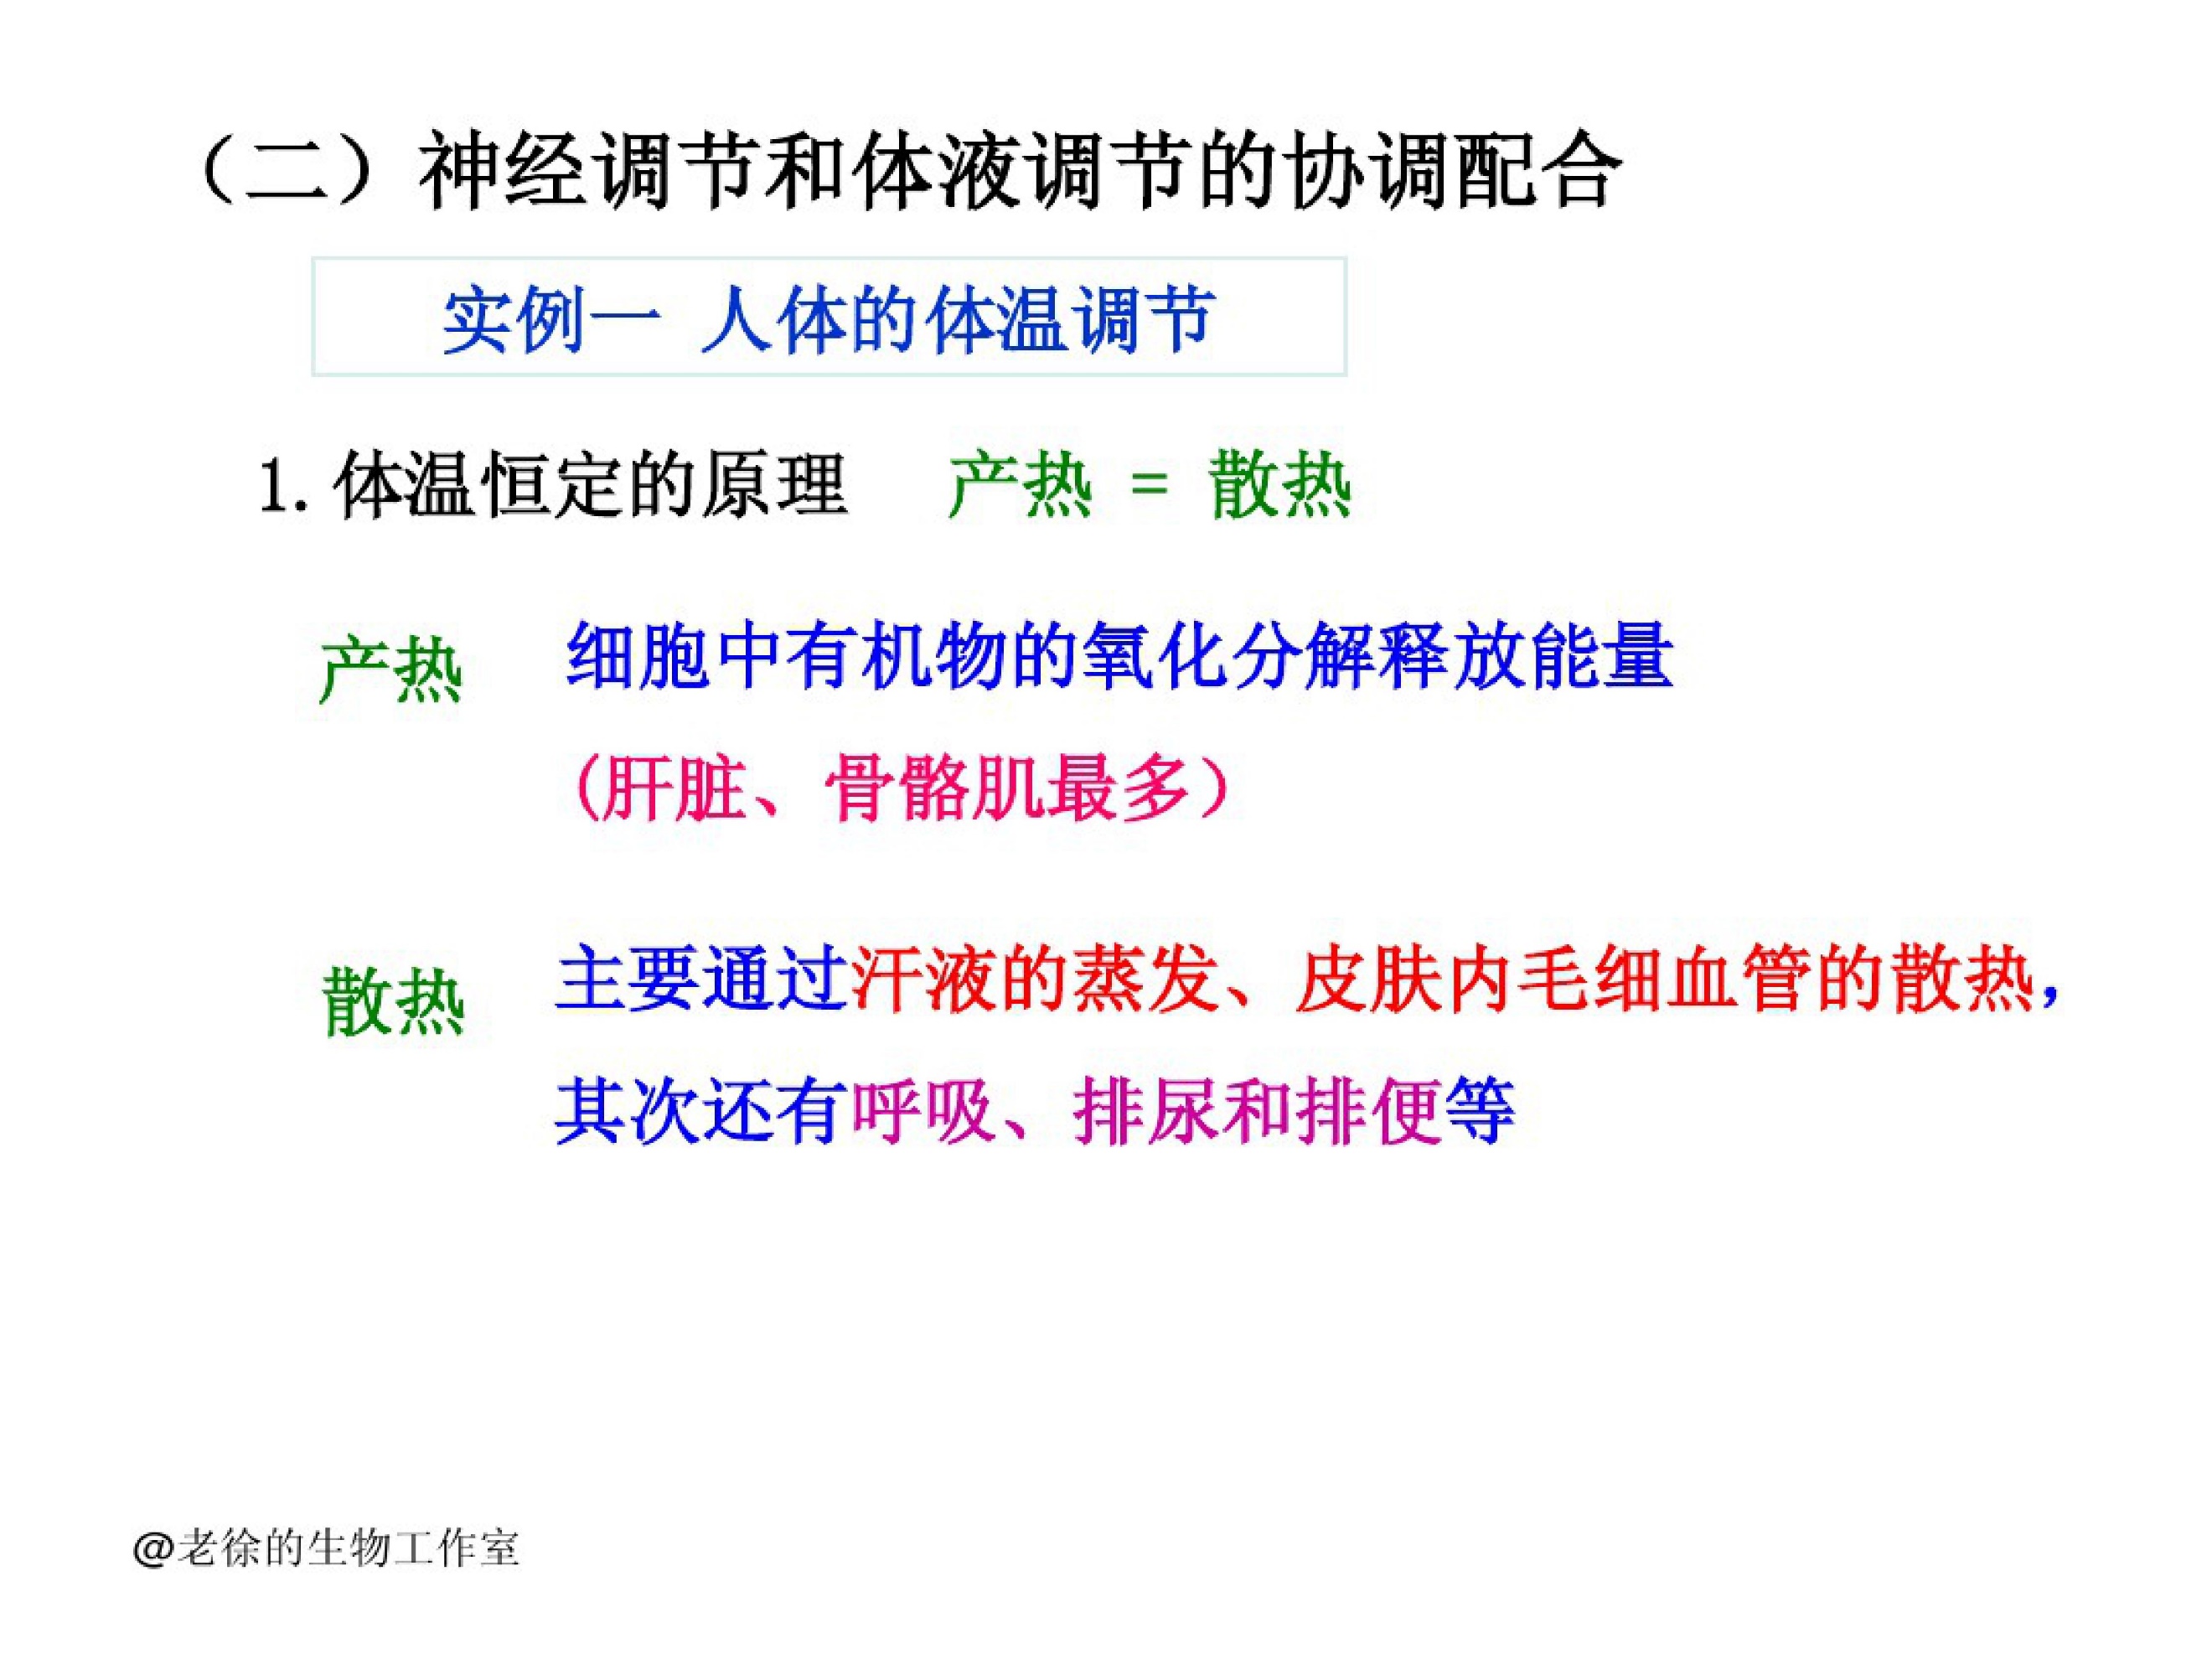 （二）神经调节和体液调节的协调配合
实例一 人体的体温调节
1.体温恒定的原理 产热 = 散热
产热 细胞中有机物的氧化分解释放能量
(肝脏、骨骼肌最多）
散热 主要通过汗液的蒸发、皮肤内毛细血管的散热，
其次还有呼吸、排尿和排便等
@老徐的生物工作室